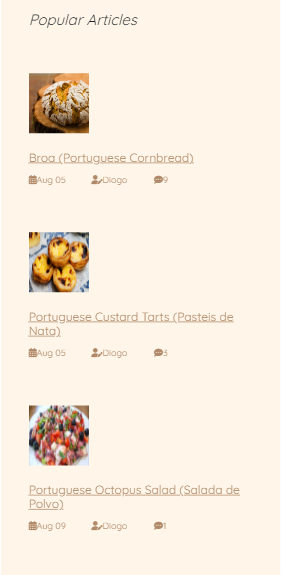 Popular Articles
Broa (Portuguese Cornbread)
Aug 05 Diogo 9
Portuguese Custard Tarts (Pasteis de
Nata)
Aug 05 Diogo 3
Portuguese Octopus Salad (Salada de
Polvo)
Aug 09 Diogo 1